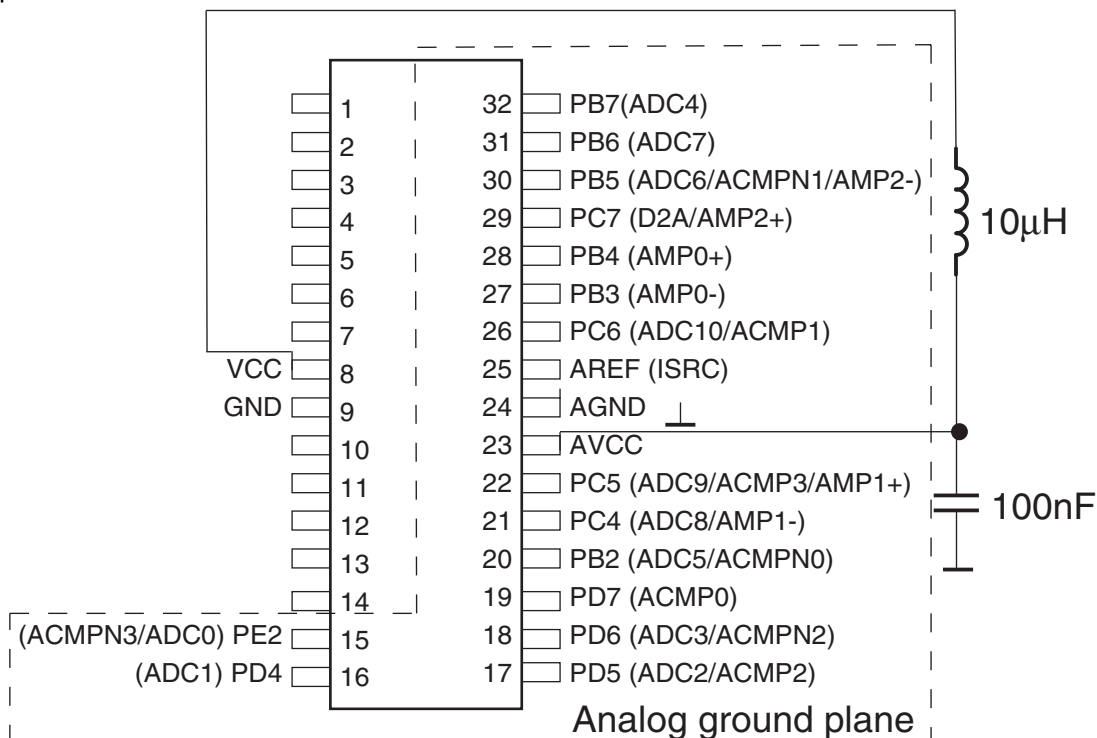 1
2
3
4
5
6
7
VCC 8
GND 9
10
11
12
13
14
(ACMPN3/ADC0) PE2 15
(ADC1) PD4 16
32 PB7(ADC4)
31 PB6 (ADC7)
30 PB5 (ADC6/ACMPN1/AMP2-)
29 PC7 (D2A/AMP2+)
28 PB4 (AMP0+)
27 PB3 (AMP0-)
26 PC6 (ADC10/ACMP1)
25 AREF (ISRC)
24 AGND
23 AVCC
22 PC5 (ADC9/ACMP3/AMP1+)
21 PC4 (ADC8/AMP1-)
20 PB2 (ADC5/ACMPN0)
19 PD7 (ACMP0)
18 PD6 (ADC3/ACMPN2)
17 PD5 (ADC2/ACMP2)
10μH
100nF
Analog ground plane